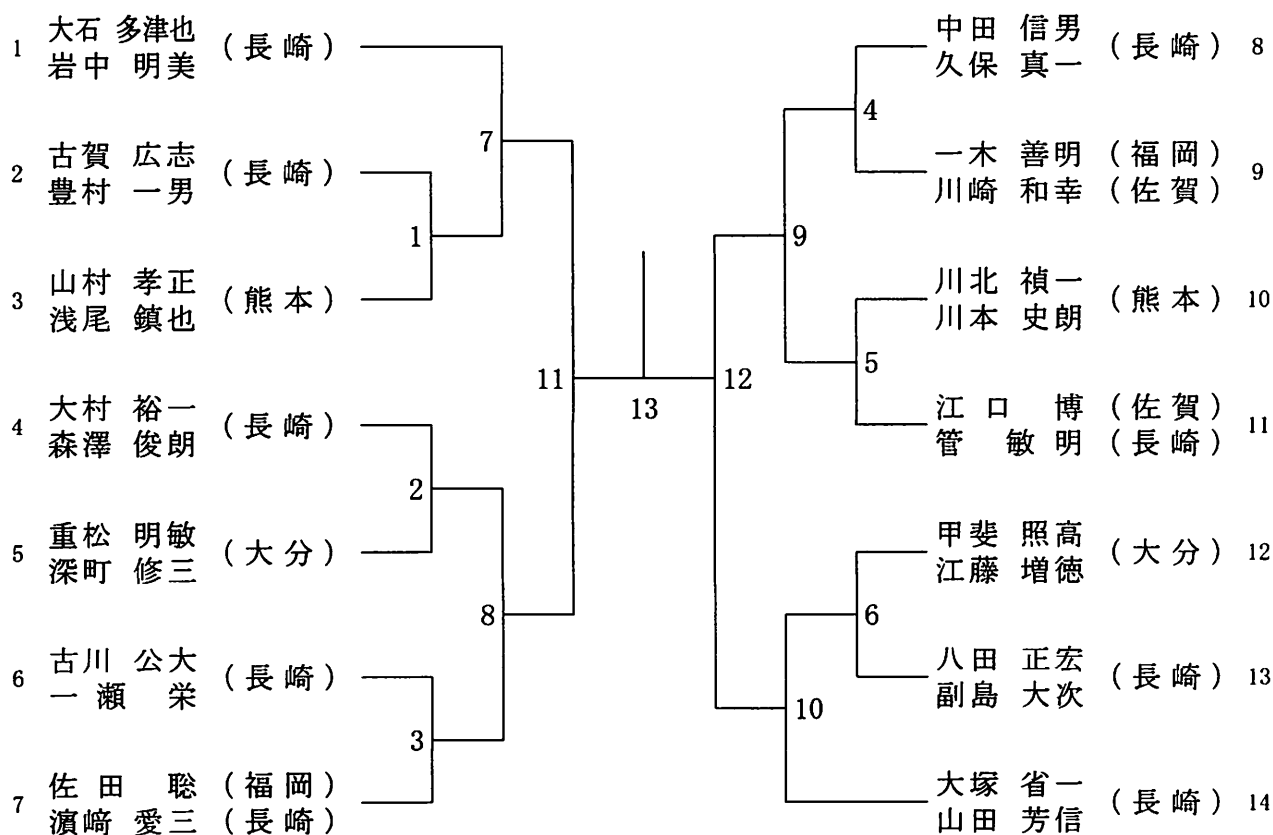 1 大石 多津也 (長崎)
岩中 明美
2 古賀 広志 (長崎)
豊村 一男
3 山村 孝正 (熊本)
浅尾 鎮也
4 大村 裕一 (長崎)
森澤 俊朗
5 重松 明敏 (大分)
深町 修三
6 古川 公大 (長崎)
一瀬 栄
7 佐田 聡 (福岡)
濵﨑 愛三 (長崎)
7
1
2
8
3
11
13
12
9
4
5
6
10
中田 信男 (長崎) 8
久保 真一
一木 善明 (福岡) 9
川崎 和幸 (佐賀)
川北 禎一 (熊本) 10
川本 史朗
江口 博 (佐賀) 11
管 敏明 (長崎)
甲斐 照高 (大分) 12
江藤 増徳
八田 正宏 (長崎) 13
副島 大次
大塚 省一 (長崎) 14
山田 芳信